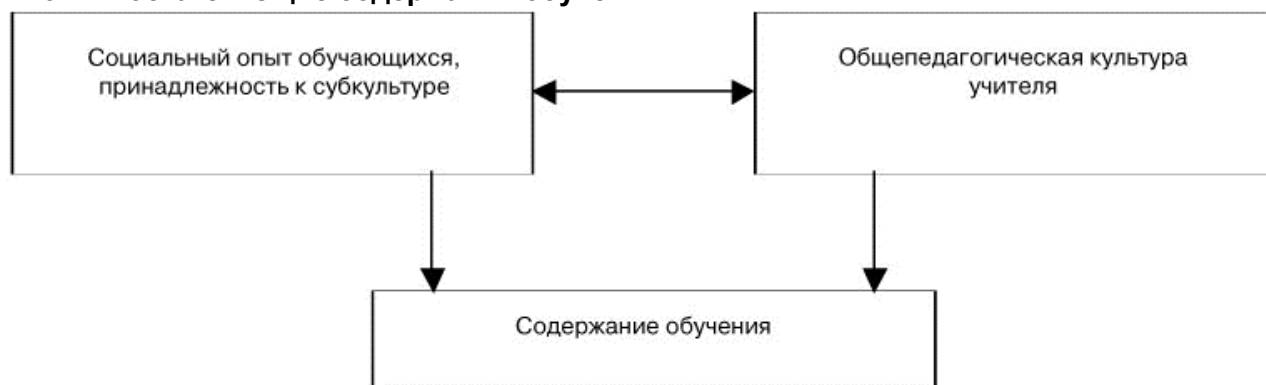 Социальный опыт обучающихся,
принадлежность к субкультуре
Общепедагогическая культура
учителя
Содержание обучения